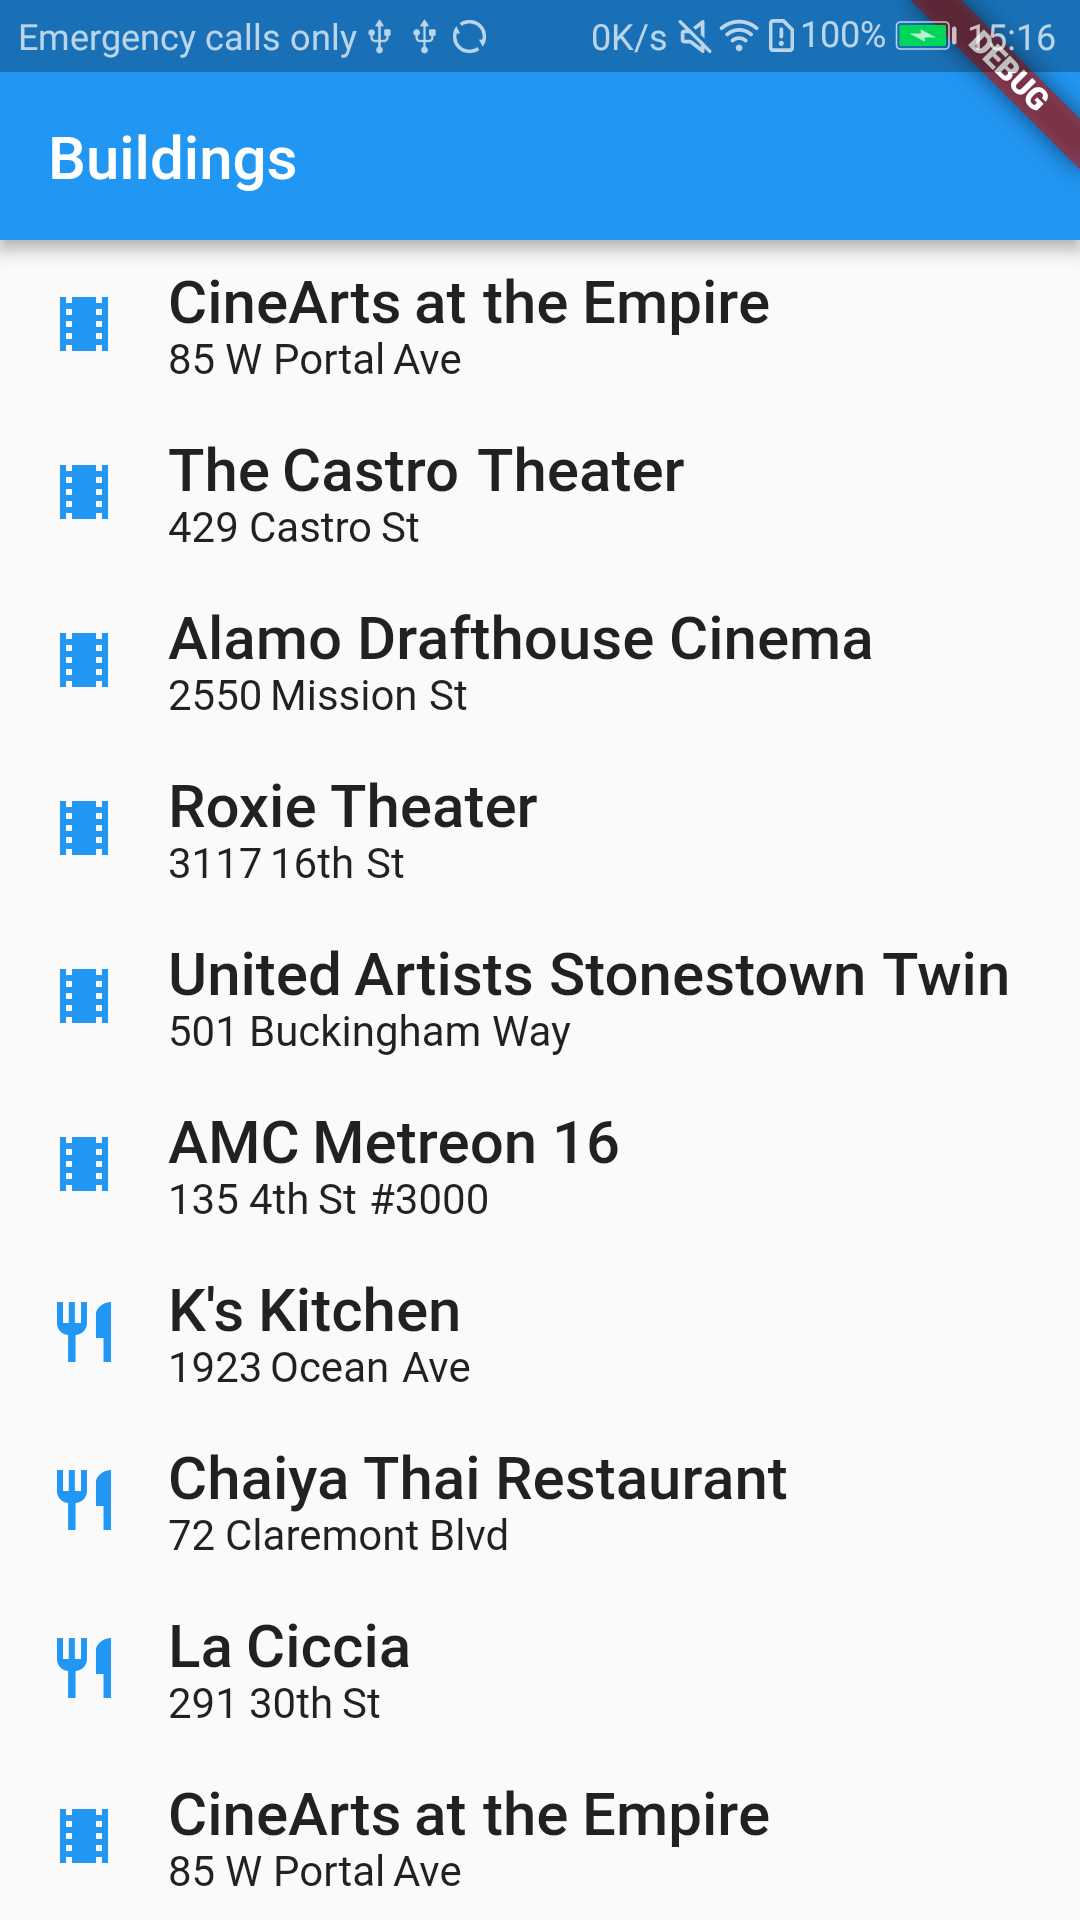 Emergency calls only 0K/s 100% 15:16
DEBUG
Buildings
CineArts at the Empire
85 W Portal Ave
The Castro Theater
429 Castro St
Alamo Drafthouse Cinema
2550 Mission St
Roxie Theater
3117 16th St
United Artists Stonestown Twin
501 Buckingham Way
AMC Metreon 16
135 4th St #3000
K's Kitchen
1923 Ocean Ave
Chaiya Thai Restaurant
72 Claremont Blvd
La Ciccia
291 30th St
CineArts at the Empire
85 W Portal Ave